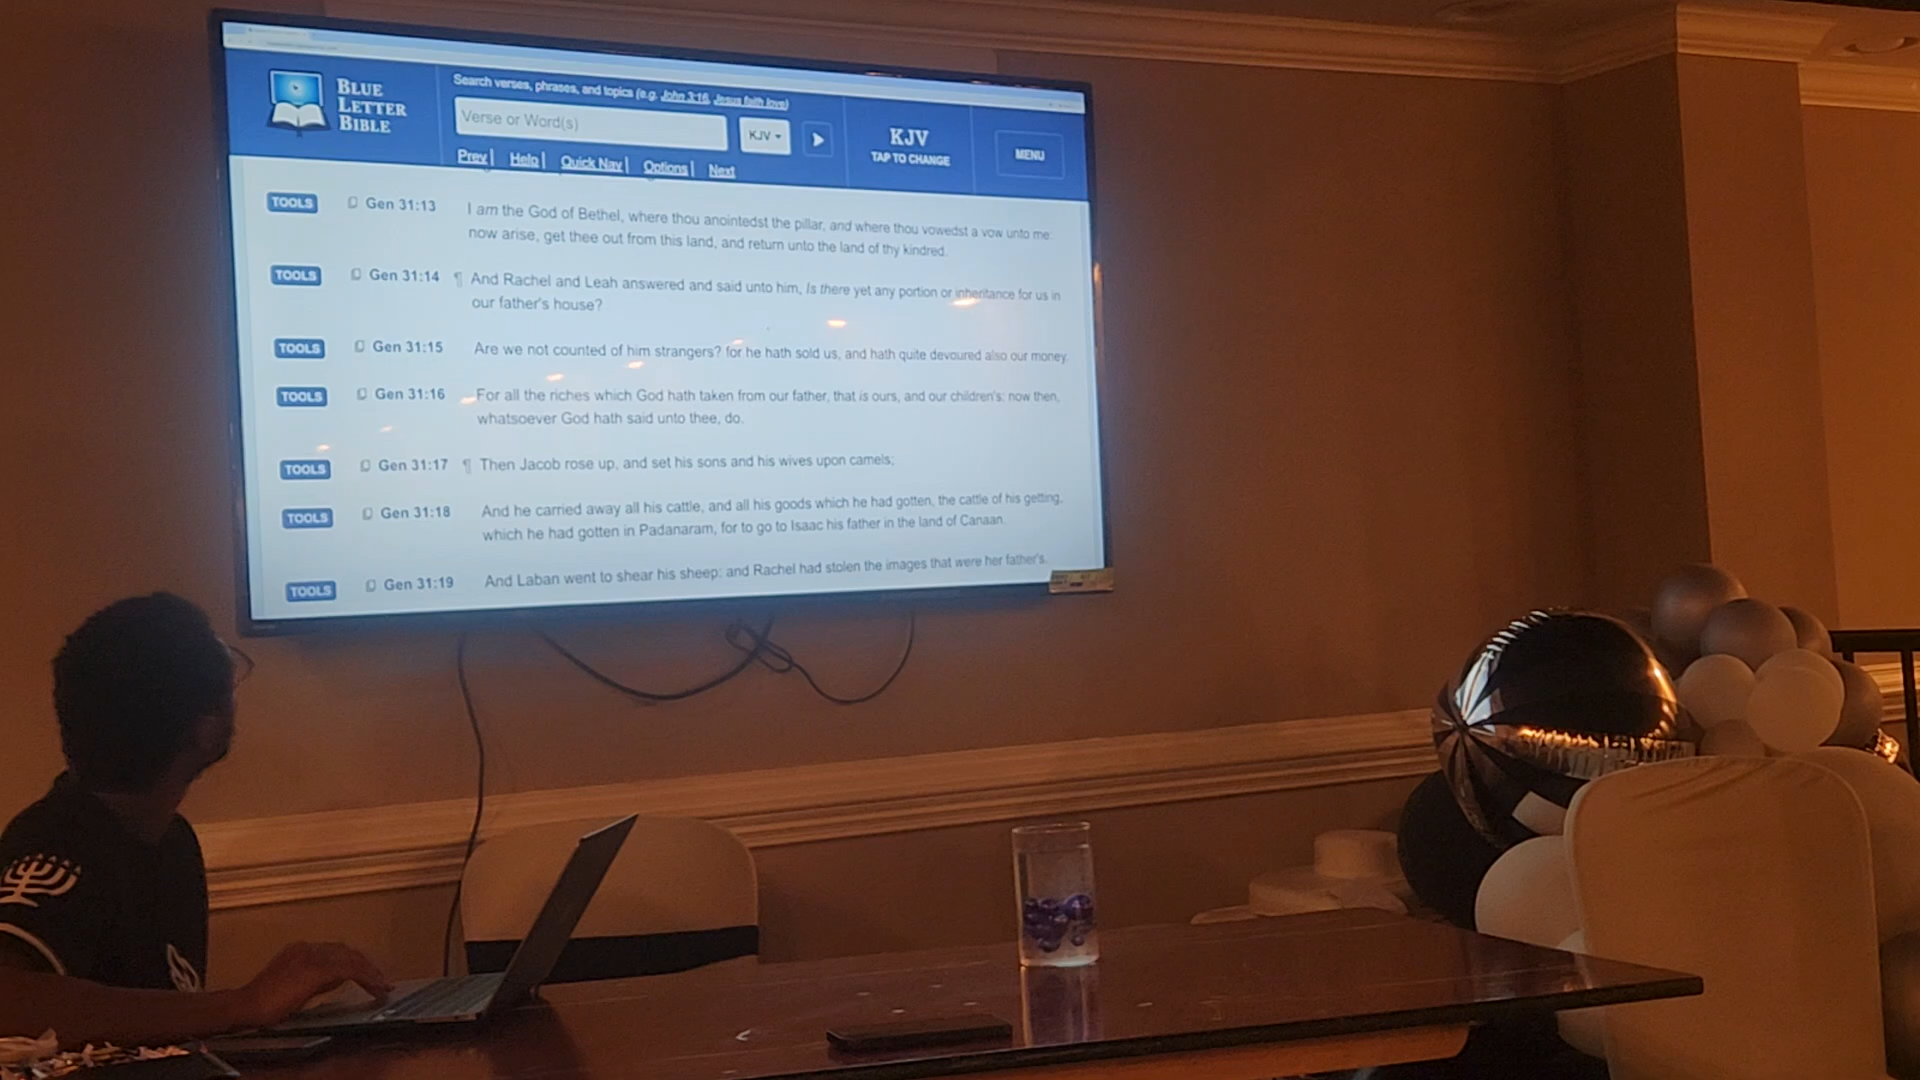 BLUE
LETTER
BIBLE
Search verses, phrases, and topics (e.g. John 3:16, Jesus faith love)
Verse or Word(s)
KJV
Prev | Help | Quick Nav | Options | Next
KJV
TAP TO CHANGE
MENU
TOOLS Gen 31:13 I am the God of Bethel, where thou anointedst the pillar, and where thou vowedst a vow unto me:
now arise, get thee out from this land, and return unto the land of thy kindred.
TOOLS Gen 31:14 ¶ And Rachel and Leah answered and said unto him, Is there yet any portion or inheritance for us in
our father's house?
TOOLS Gen 31:15 Are we not counted of him strangers? for he hath sold us, and hath quite devoured also our money.
TOOLS Gen 31:16 For all the riches which God hath taken from our father, that is ours, and our children's: now then,
whatsoever God hath said unto thee, do.
TOOLS Gen 31:17 ¶ Then Jacob rose up, and set his sons and his wives upon camels;
TOOLS Gen 31:18 And he carried away all his cattle, and all his goods which he had gotten, the cattle of his getting,
which he had gotten in Padanaram, for to go to Isaac his father in the land of Canaan.
TOOLS Gen 31:19 And Laban went to shear his sheep: and Rachel had stolen the images that were her father's.